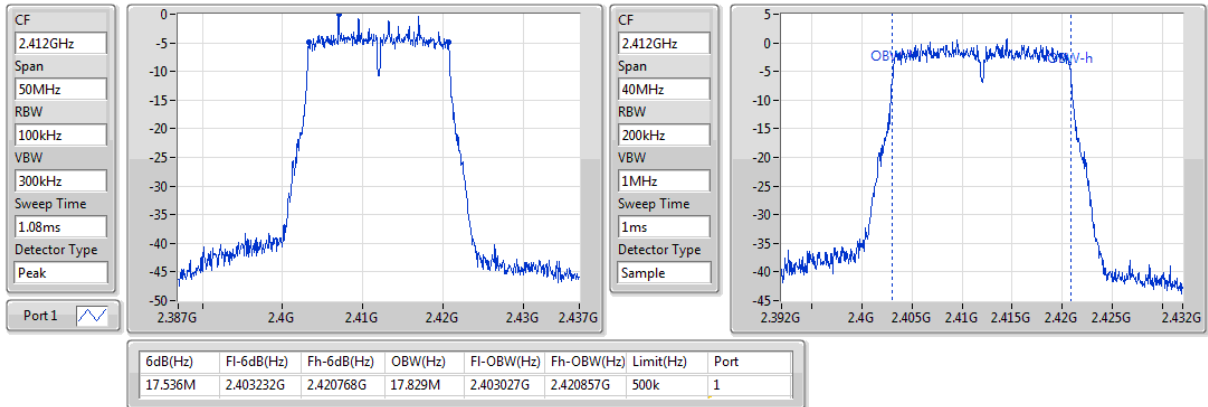 CF
2.412GHz
Span
50MHz
RBW
100kHz
VBW
300kHz
Sweep Time
1.08ms
Detector Type
Peak
Port 1
0
-5
-10
-15
-20
-25
-30
-35
-40
-45
-50
2.387G 2.4G 2.41G 2.42G 2.43G 2.437G
CF
2.412GHz
Span
40MHz
RBW
200kHz
VBW
1MHz
Sweep Time
1ms
Detector Type
Sample
5
0
-5
-10
-15
-20
-25
-30
-35
-40
-45
2.392G 2.4G 2.405G 2.41G 2.415G 2.42G 2.425G 2.432G
6dB(Hz) Fl-6dB(Hz) Fh-6dB(Hz) OBW(Hz) Fl-OBW(Hz) Fh-OBW(Hz) Limit(Hz) Port
17.536M 2.403232G 2.420768G 17.829M 2.403027G 2.420857G 500k 1